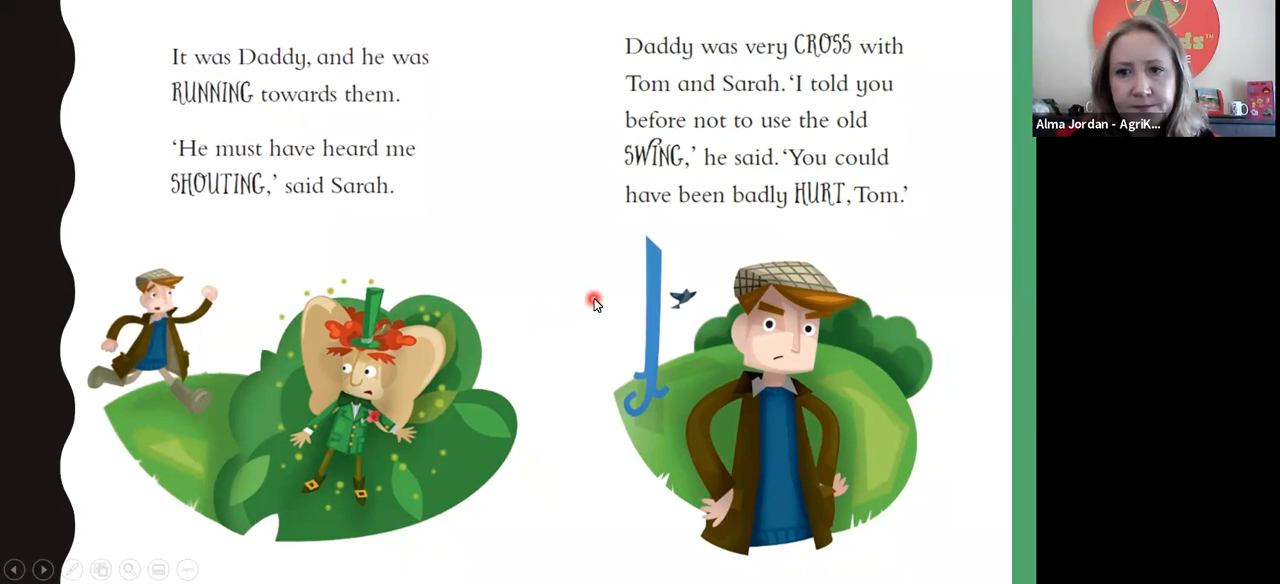 It was Daddy, and he was
RUNNING towards them.
‘He must have heard me
SHOUTING,’ said Sarah.
Daddy was very CROSS with
Tom and Sarah. ‘I told you
before not to use the old
SWING,’ he said. ‘You could
have been badly HURT, Tom.’
Alma Jordan - AgriK...